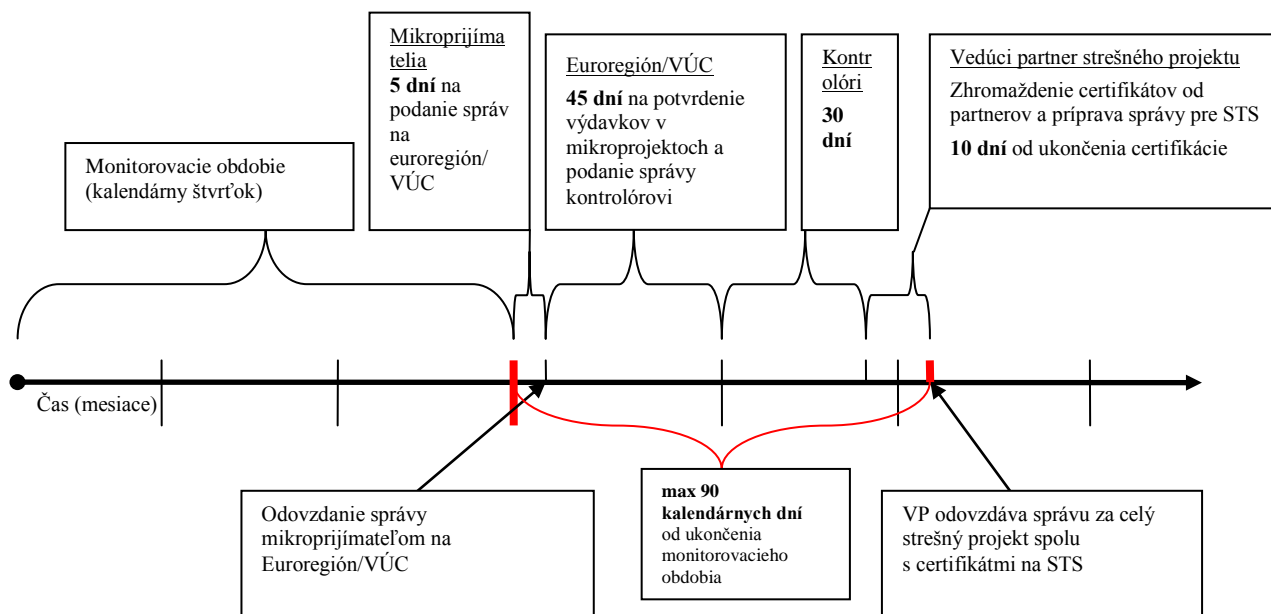 Mikroprijíma
telia
5 dní na
podanie správ
na
euroregión/
VÚC
Euroregión/VÚC
45 dní na potvrdenie
výdavkov v
mikroprojektoch a
podanie správy
kontrolórovi
Kontr
olóri
30
dní
Vedúci partner strešného projektu
Zhromaždenie certifikátov od
partnerov a príprava správy pre STS
10 dní od ukončenia certifikácie
Monitorovacie obdobie
(kalendárny štvrťok)
Čas (mesiace)
Odovzdanie správy
mikroprijímateľom na
Euroregión/VÚC
max 90
kalendárnych dní
od ukončenia
monitorovacieho
obdobia
VP odovzdáva správu za celý
strešný projekt spolu
s certifikátmi na STS